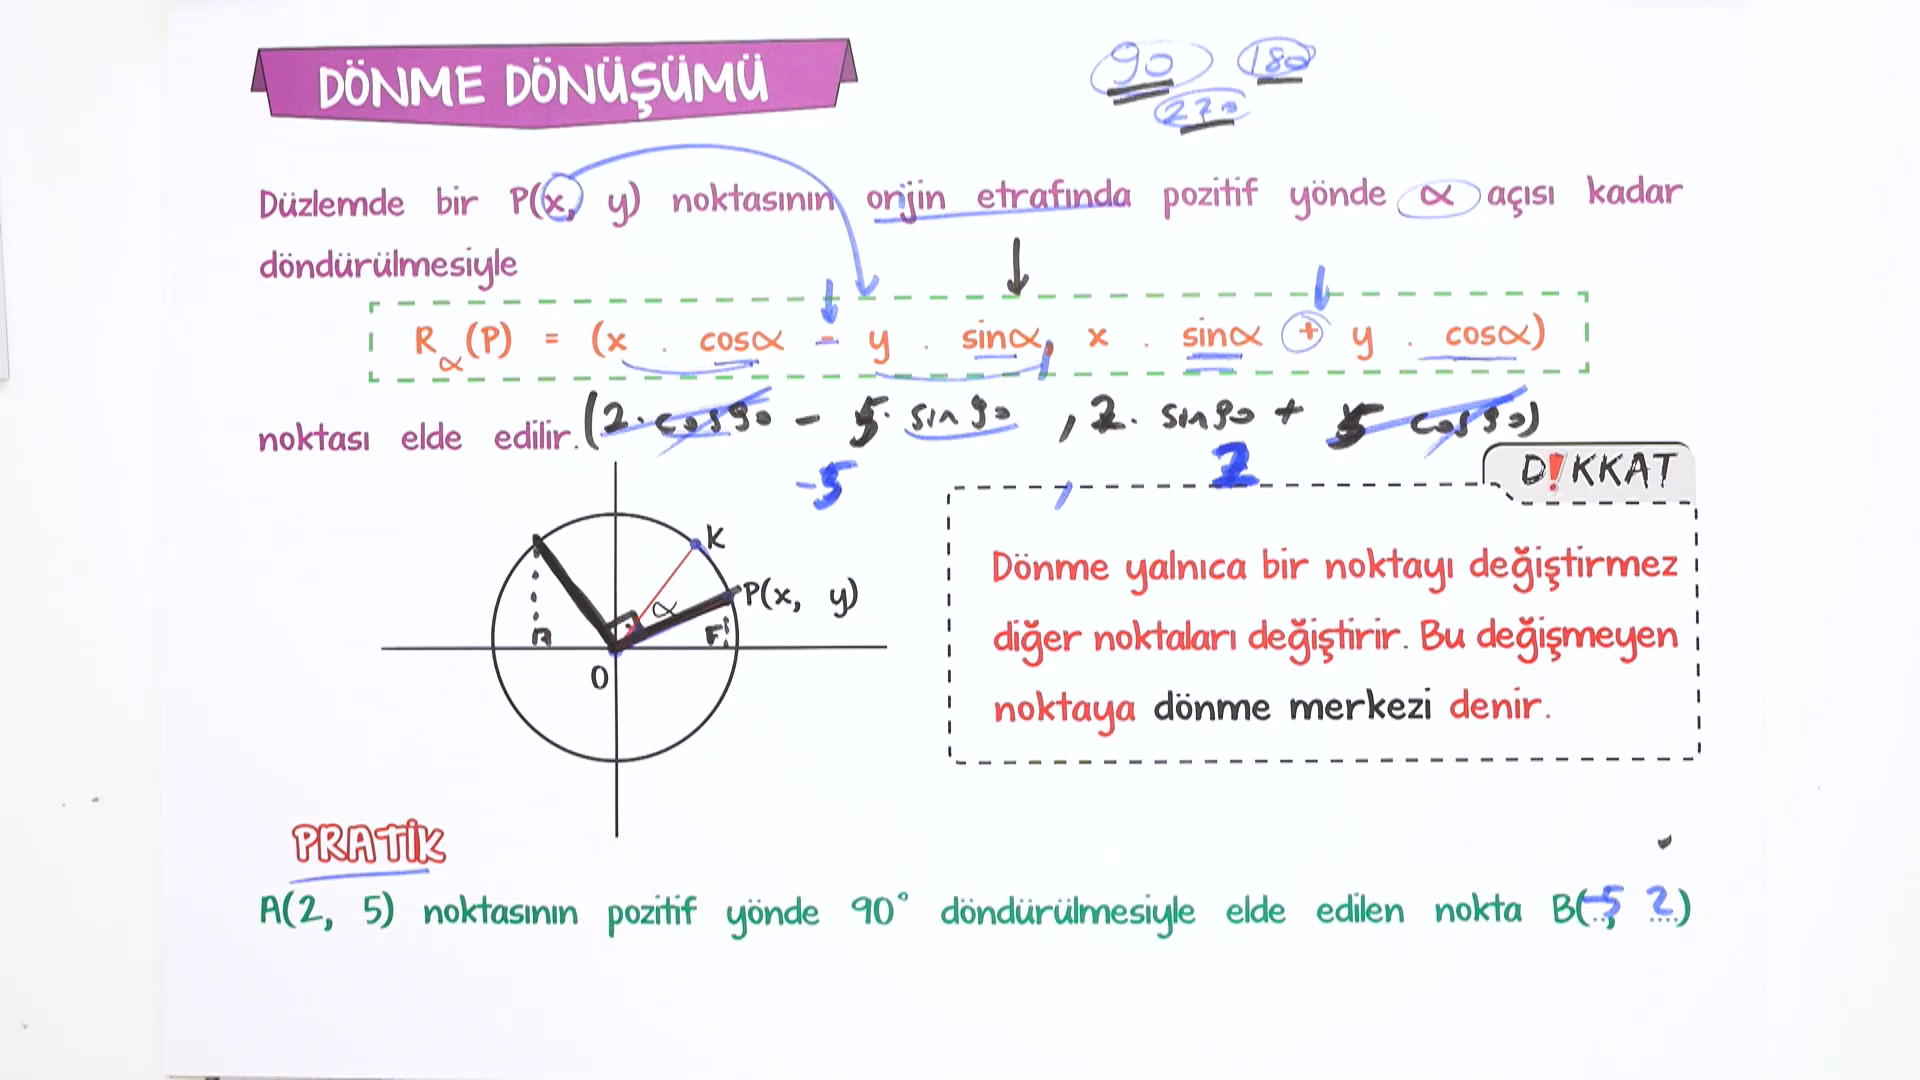 DÖNME DÖNÜŞÜMÜ
90 180
270
Düzlemde bir P(x, y) noktasının orijin etrafında pozitif yönde α açısı kadar
döndürülmesiyle
Rα(P) = (x . cosα - y . sinα, x . sinα + y . cosα)
noktası elde edilir.
(2. cos90 - 5. sin90 , 2. sin90 + 5 cos90)
-5 , 2
DİKKAT
K
α
P(x, y)
O
Dönme yalnıca bir noktayı değiştirmez
diğer noktaları değiştirir. Bu değişmeyen
noktaya dönme merkezi denir.
PRATİK
A(2, 5) noktasının pozitif yönde 90° döndürülmesiyle elde edilen nokta B(-5, 2)